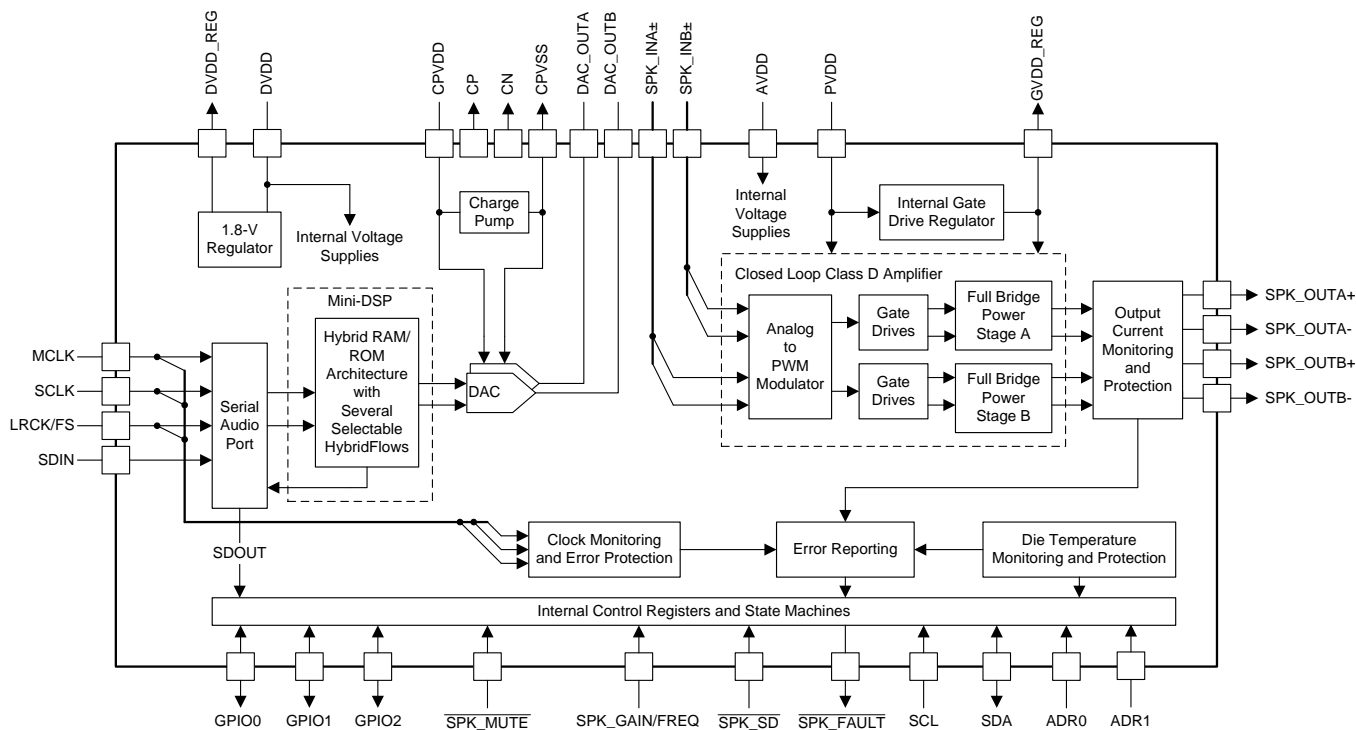 DVDD_REG
DVDD
CPVDD
CP
CN
CPVSS
DAC_OUTA
DAC_OUTB
SPK_INA±
SPK_INB±
AVDD
PVDD
GVDD_REG
1.8-V
Regulator
Internal Voltage
Supplies
Charge
Pump
Internal
Voltage
Supplies
Internal Gate
Drive Regulator
Mini-DSP
Hybrid RAM/
ROM
Architecture
with
Several
Selectable
HybridFlows
Closed Loop Class D Amplifier
Analog
to
PWM
Modulator
Gate
Drives
Full Bridge
Power
Stage A
Gate
Drives
Full Bridge
Power
Stage B
Output
Current
Monitoring
and
Protection
SPK_OUTA+
SPK_OUTA-
SPK_OUTB+
SPK_OUTB-
MCLK
SCLK
LRCK/FS
SDIN
Serial
Audio
Port
DAC
SDOUT
Clock Monitoring
and Error Protection
Error Reporting
Die Temperature
Monitoring and Protection
Internal Control Registers and State Machines
GPIO0
GPIO1
GPIO2
SPK_MUTE
SPK_GAIN/FREQ
SPK_SD
SPK_FAULT
SCL
SDA
ADR0
ADR1